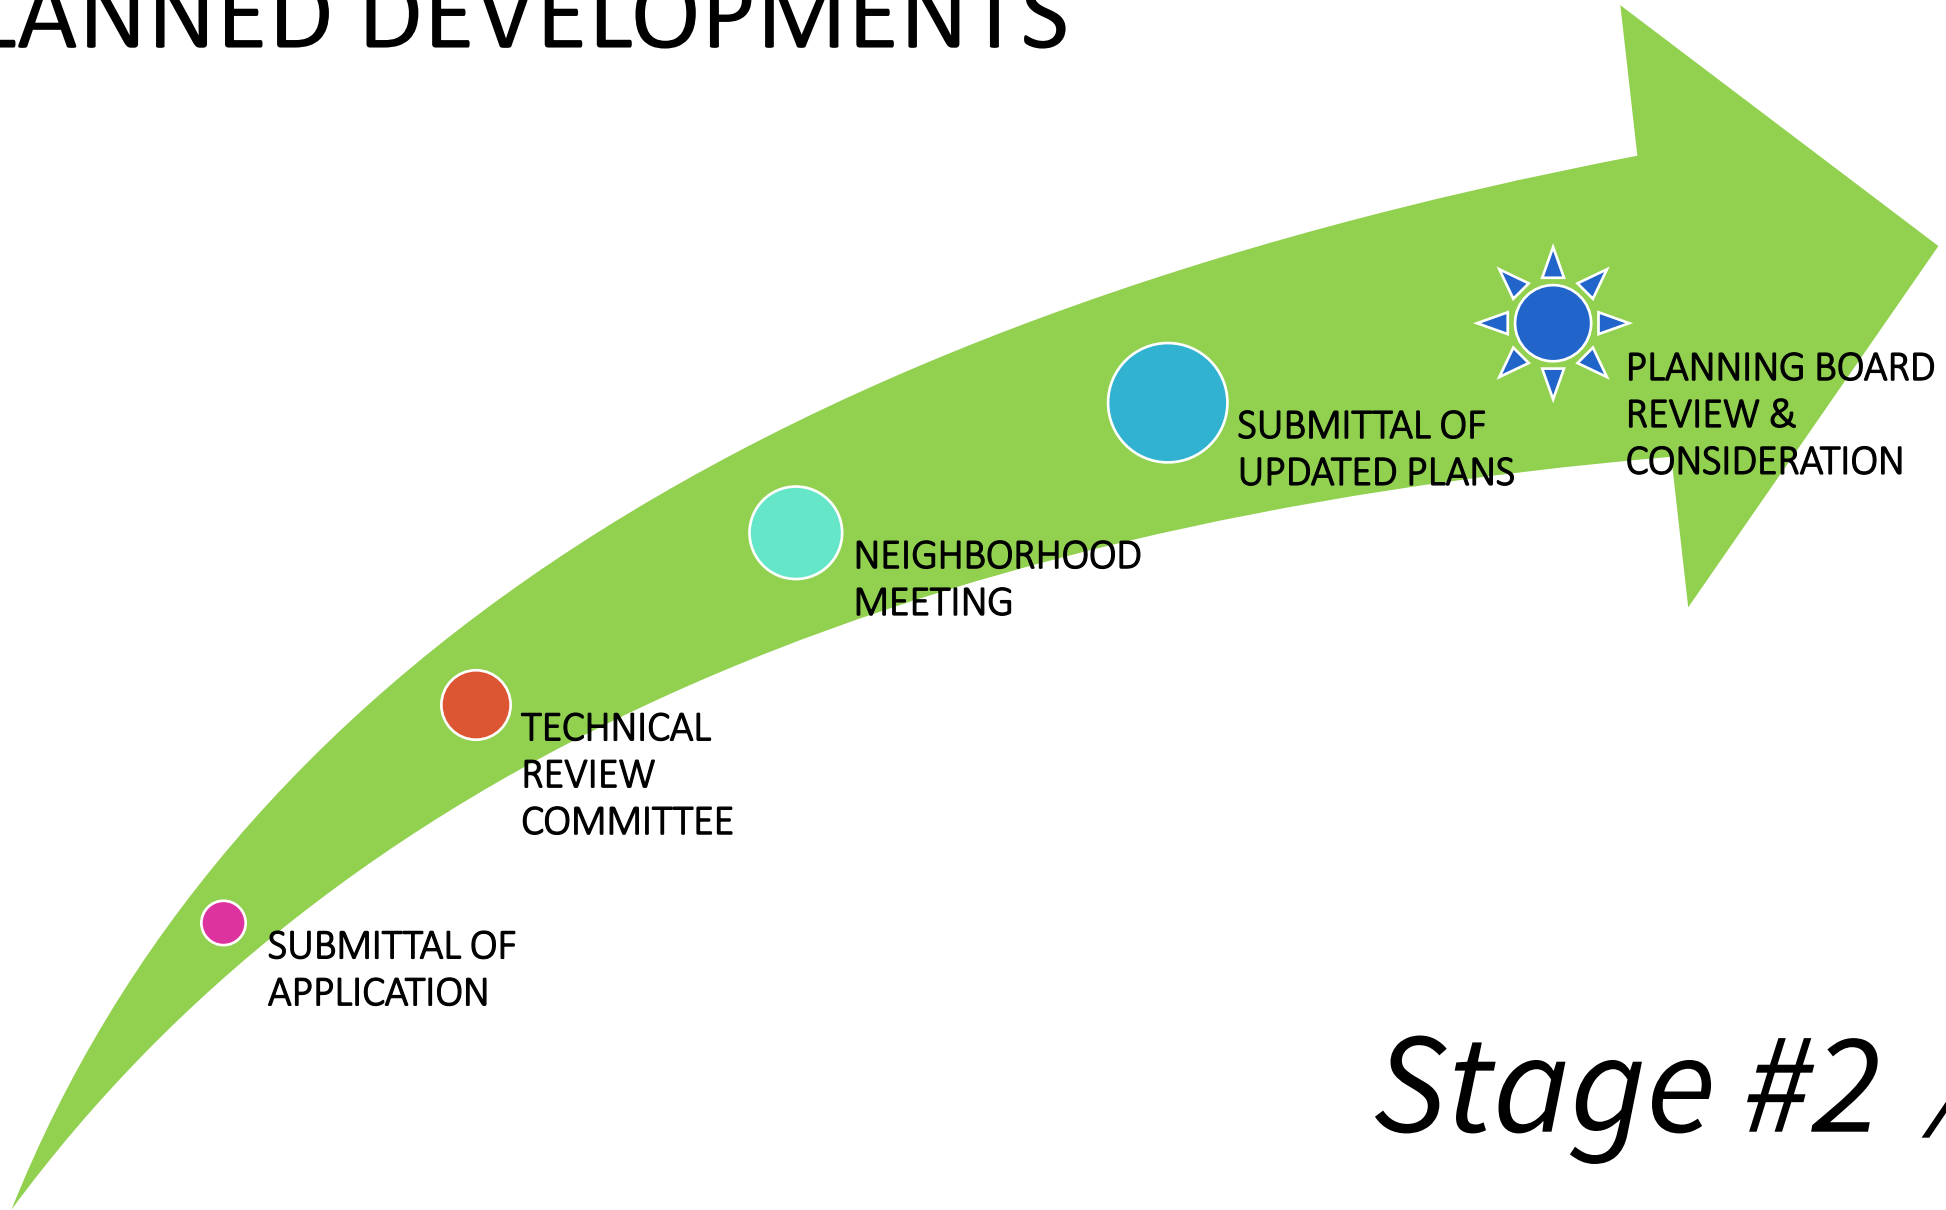 LANNED DEVELOPMENTS
PLANNING BOARD
REVIEW &
CONSIDERATION
SUBMITTAL OF
UPDATED PLANS
NEIGHBORHOOD
MEETING
TECHNICAL
REVIEW
COMMITTEE
SUBMITTAL OF
APPLICATION
Stage #2